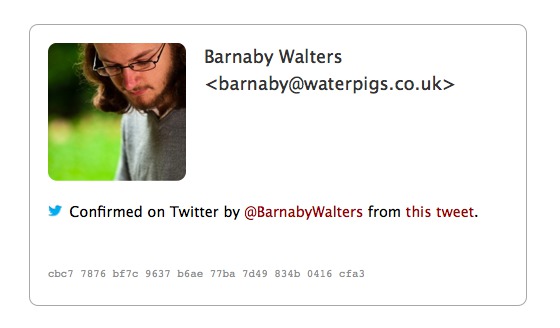 Barnaby Walters
<barnaby@waterpigs.co.uk>
Confirmed on Twitter by @BarnabyWalters from this tweet.
cbc7 7876 bf7c 9637 b6ae 77ba 7d49 834b 0416 cfa3